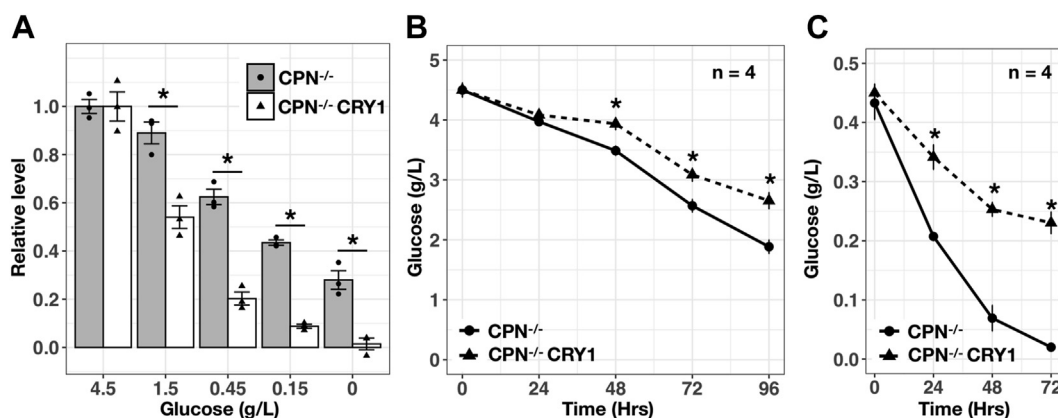 A
CPN-/-
CPN-/- CRY1
*
*
*
*
Relative level
1.0
0.8
0.6
0.4
0.2
0.0
4.5 1.5 0.45 0.15 0
Glucose (g/L)
B
n = 4
*
*
*
Glucose (g/L)
5
4
3
2
1
0
CPN-/-
CPN-/- CRY1
0 24 48 72 96
Time (Hrs)
C
n = 4
*
*
*
Glucose (g/L)
0.5
0.4
0.3
0.2
0.1
0.0
CPN-/-
CPN-/- CRY1
0 24 48 72
Time (Hrs)